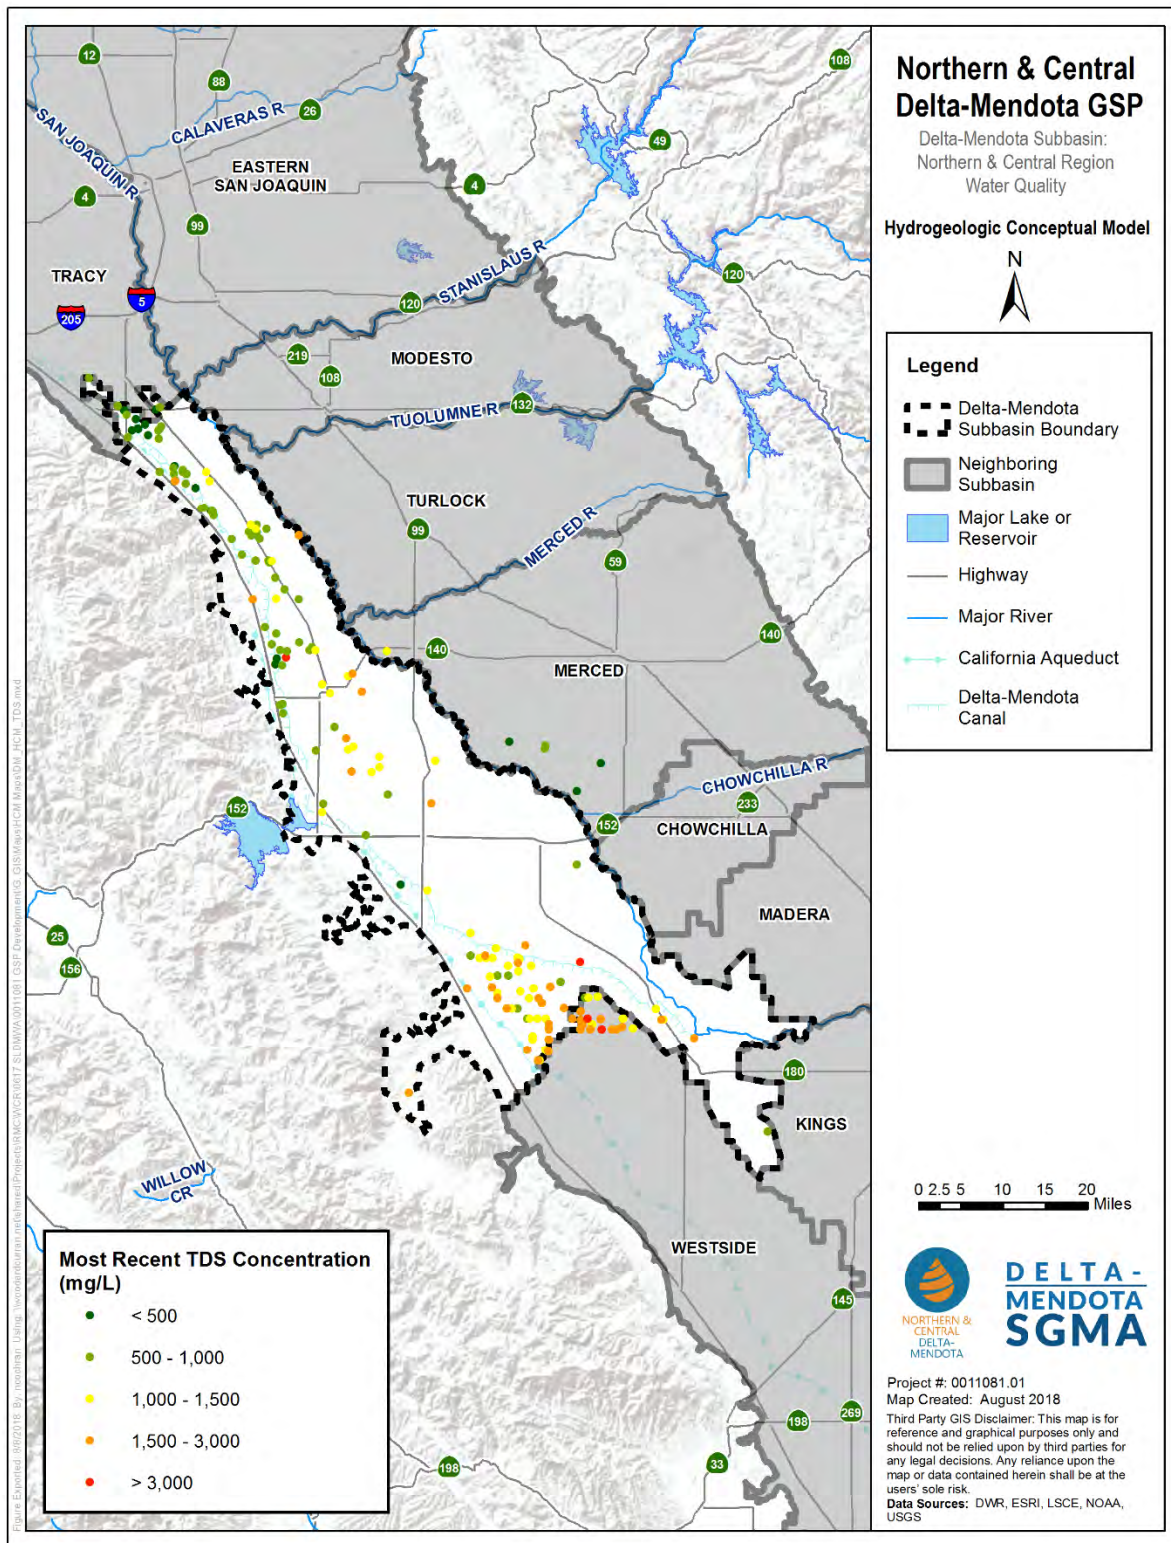 Northern & Central
Delta-Mendota GSP
Delta-Mendota Subbasin:
Northern & Central Region
Water Quality
Hydrogeologic Conceptual Model
N
Legend
Delta-Mendota
Subbasin Boundary
Neighboring
Subbasin
Major Lake or
Reservoir
Highway
Major River
California Aqueduct
Delta-Mendota
Canal
0 2.5 5 10 15 20
Miles
NORTHERN &
CENTRAL
DELTA-
MENDOTA
DELTA-
MENDOTA
SGMA
Project #: 0011081.01
Map Created: August 2018
Third Party GIS Disclaimer: This map is for
reference and graphical purposes only and
should not be relied upon by third parties for
any legal decisions. Any reliance upon the
map or data contained herein shall be at the
users' sole risk.
Data Sources: DWR, ESRI, LSCE, NOAA,
USGS
12
88
26
108
SAN JOAQUIN R
CALAVERAS R
49
EASTERN
SAN JOAQUIN
4
4
99
TRACY
STANISLAUS R
5
205
120
120
219
MODESTO
108
TUOLUMNE R
132
TURLOCK
99
MERCED R
59
140
140
MERCED
CHOWCHILLA R
233
152
152
CHOWCHILLA
MADERA
25
156
180
KINGS
WILLOW
CR
WESTSIDE
145
198
269
33
198
Most Recent TDS Concentration
(mg/L)
< 500
500 - 1,000
1,000 - 1,500
1,500 - 3,000
> 3,000